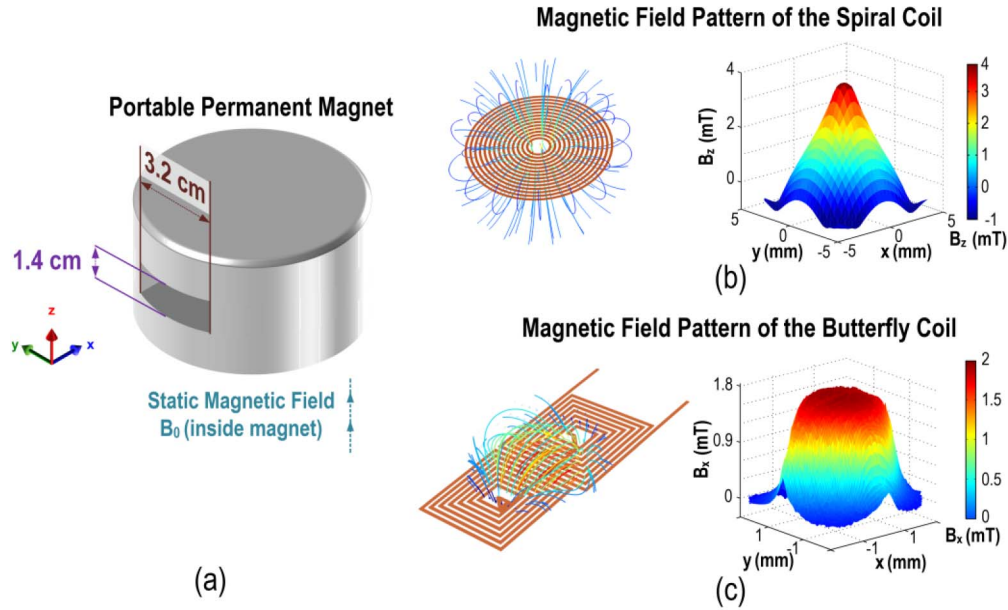 Portable Permanent Magnet
3.2 cm
1.4 cm
z
y
x
Static Magnetic Field
B₀ (inside magnet)
(a)
Magnetic Field Pattern of the Spiral Coil
4
2
0
B_z (mT)
5
0
-5
y (mm)
-5
0
5
x (mm)
4
3
2
1
0
-1
B_z (mT)
(b)
Magnetic Field Pattern of the Butterfly Coil
1.8
0.9
0
B_x (mT)
1
-1
y (mm)
-1
1
x (mm)
2
1.5
1
0.5
0
B_x (mT)
(c)